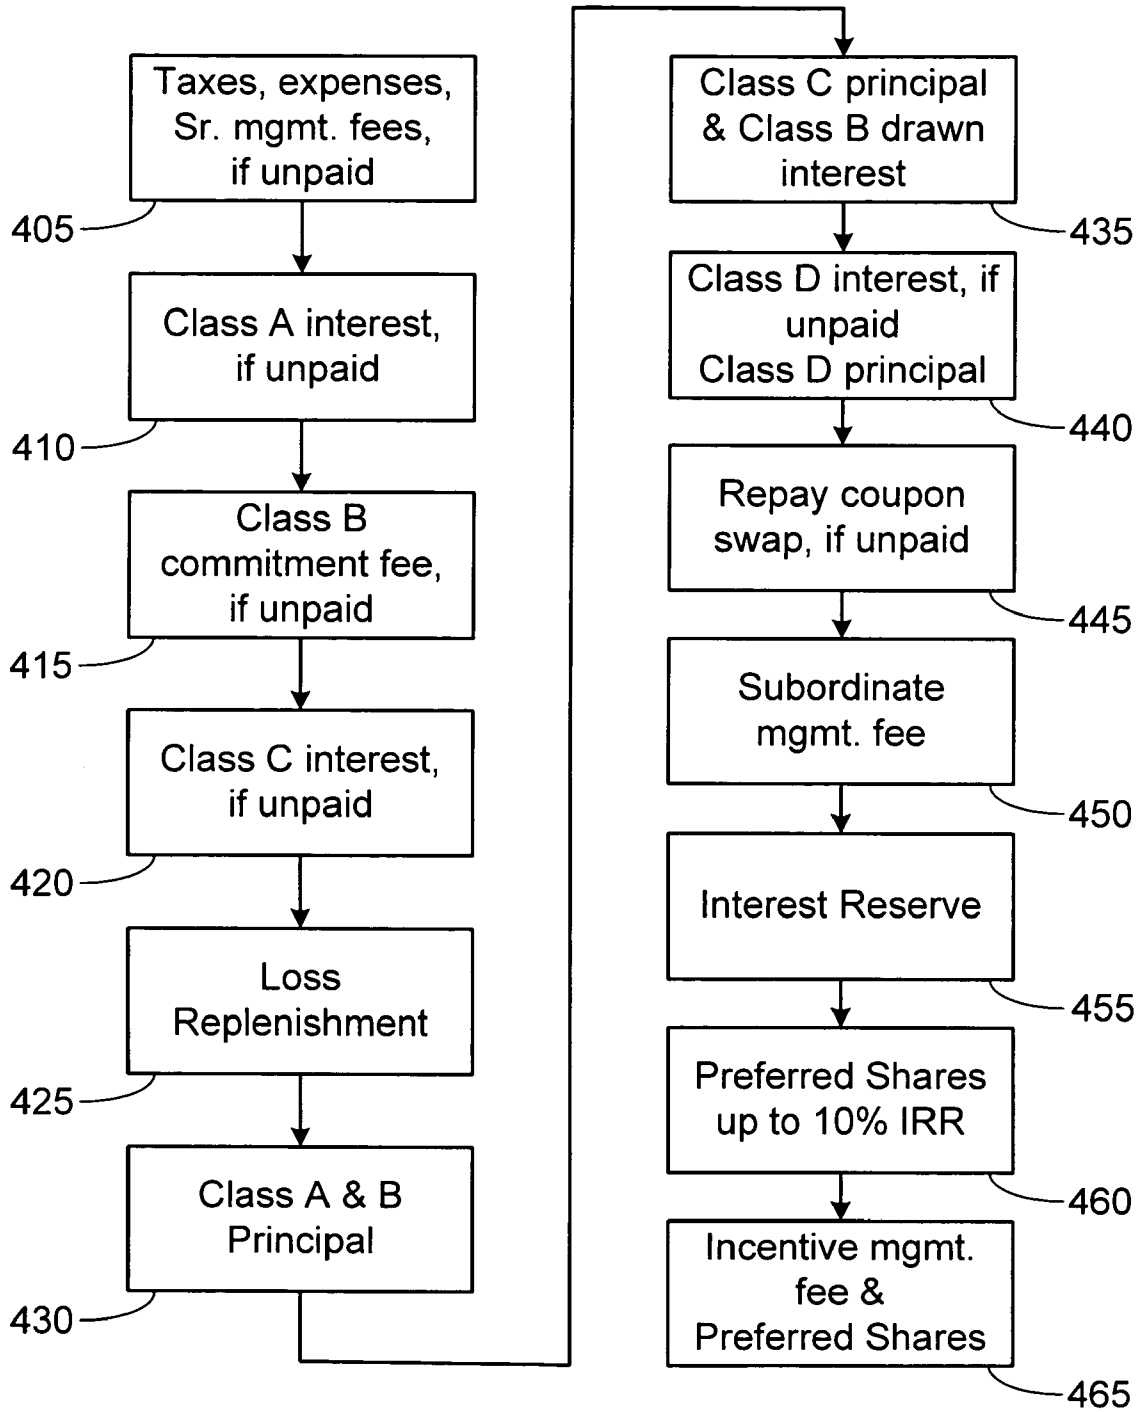 Taxes, expenses,
Sr. mgmt. fees,
if unpaid
405
Class A interest,
if unpaid
410
Class B
commitment fee,
if unpaid
415
Class C interest,
if unpaid
420
Loss
Replenishment
425
Class A & B
Principal
430
Class C principal
& Class B drawn
interest
435
Class D interest, if
unpaid
Class D principal
440
Repay coupon
swap, if unpaid
445
Subordinate
mgmt. fee
450
Interest Reserve
455
Preferred Shares
up to 10% IRR
460
Incentive mgmt.
fee &
Preferred Shares
465